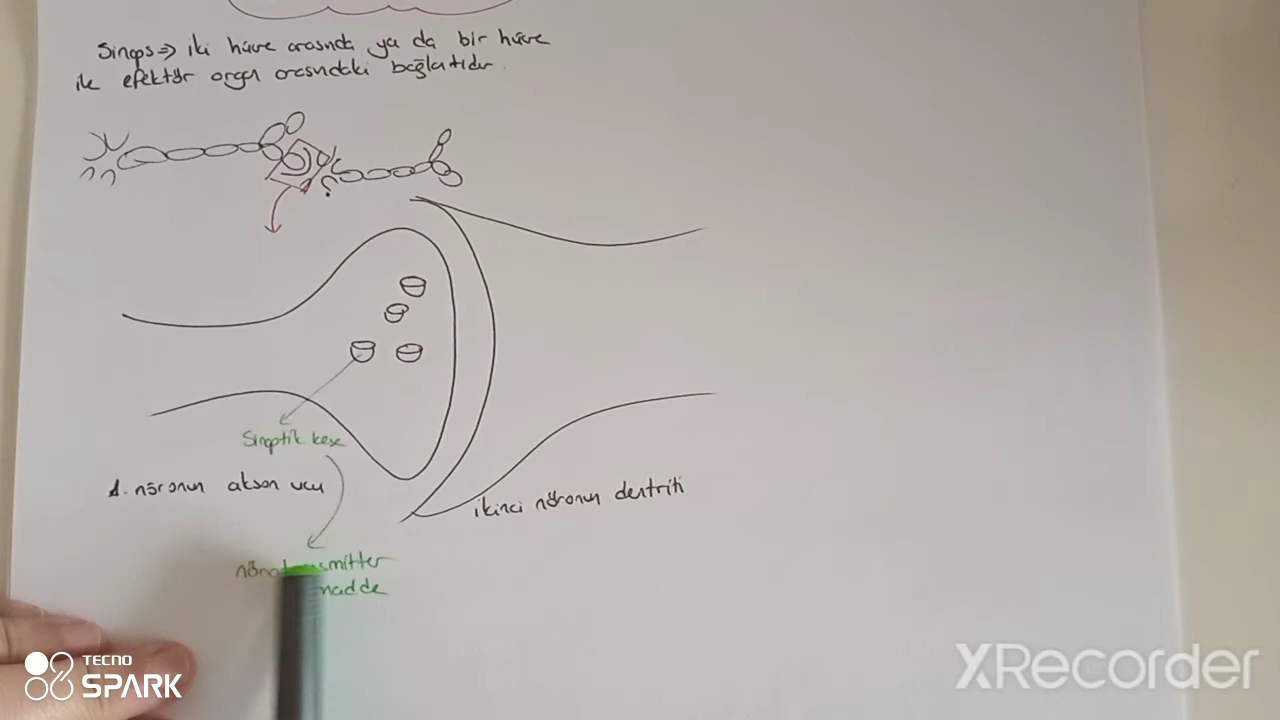 Sinaps⇒ iki hücre arasında ya da bir hücre
ile efektör organ arasındaki bağlantıdır.
Sinaptik kese
1. nöronun akson ucu
ikinci nöronun dentriti
madde
TECNO
SPARK
XRecorder